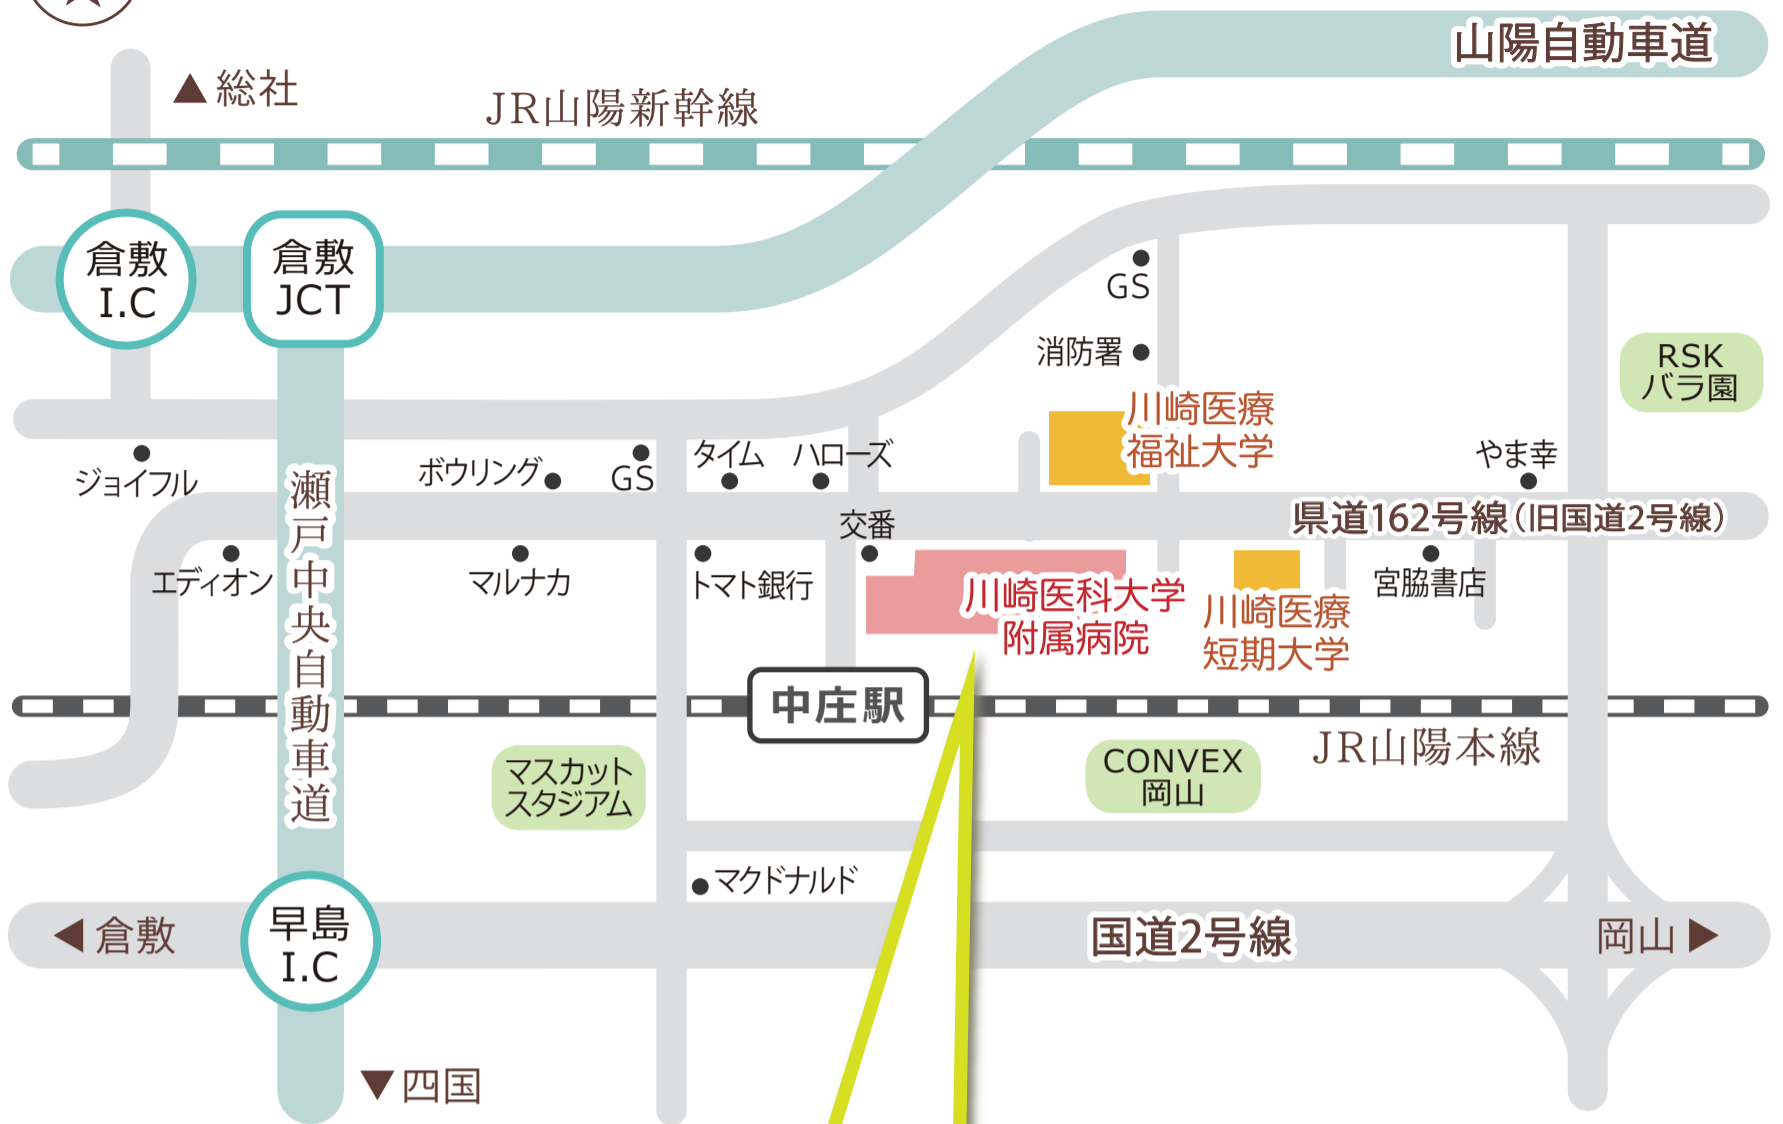 山陽自動車道
▲総社
JR山陽新幹線
倉敷
I.C
倉敷
JCT
GS
消防署
RSK
バラ園
川崎医療
福祉大学
ジョイフル
ボウリング
GS
タイム
ハローズ
やま幸
瀬戸中央自動車道
交番
県道162号線(旧国道2号線)
エディオン
マルナカ
トマト銀行
川崎医科大学
附属病院
川崎医療
短期大学
宮脇書店
中庄駅
JR山陽本線
マスカット
スタジアム
CONVEX
岡山
マクドナルド
◀倉敷
早島
I.C
国道2号線
岡山▶
▼四国